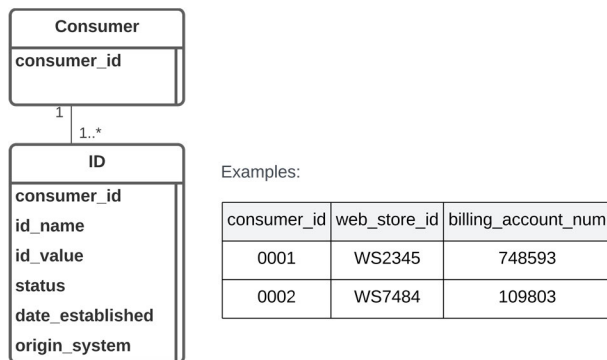 Consumer
consumer_id
1
1..*
ID
consumer_id
id_name
id_value
status
date_established
origin_system
Examples:
consumer_id web_store_id billing_account_num
0001 WS2345 748593
0002 WS7484 109803